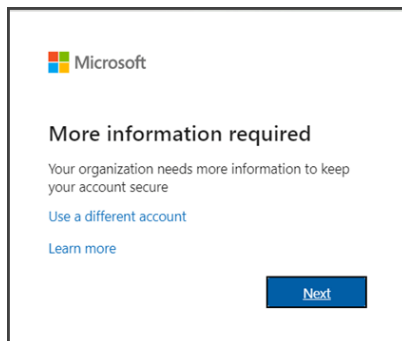 Microsoft
More information required
Your organization needs more information to keep
your account secure
Use a different account
Learn more
Next